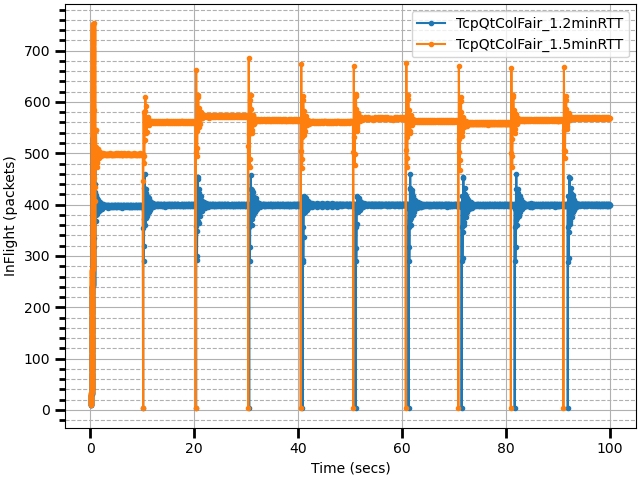 TcpQtColFair_1.2minRTT
TcpQtColFair_1.5minRTT
InFlight (packets)
700
600
500
400
300
200
100
0
0 20 40 60 80 100
Time (secs)